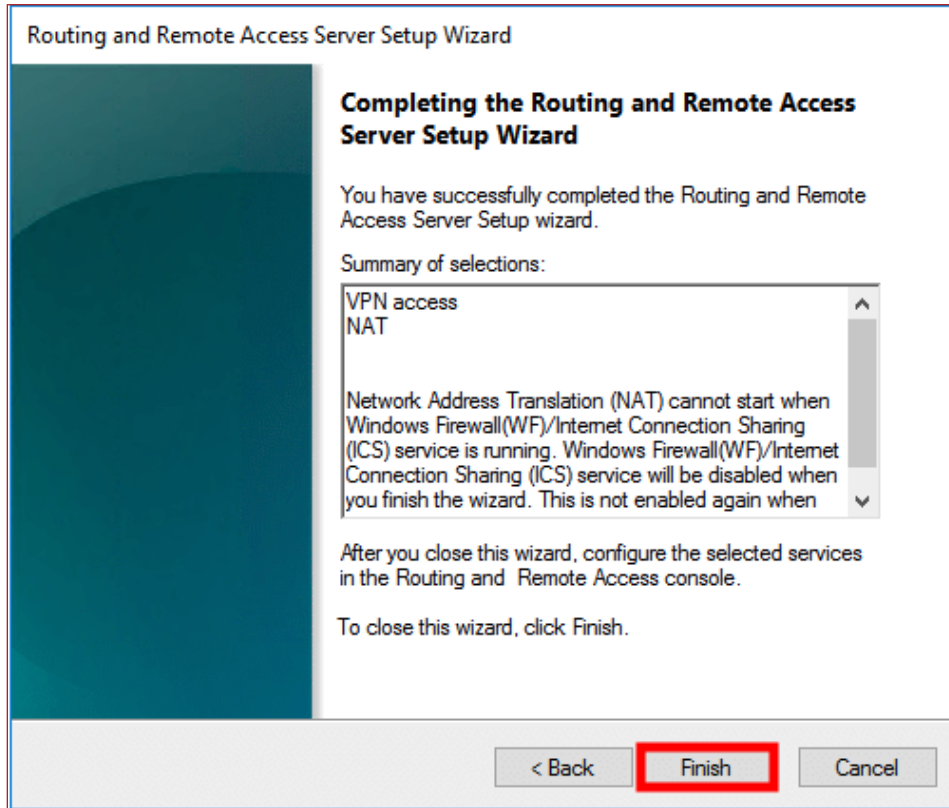 Routing and Remote Access Server Setup Wizard
Completing the Routing and Remote Access
Server Setup Wizard
You have successfully completed the Routing and Remote
Access Server Setup wizard.
Summary of selections:
VPN access
NAT
Network Address Translation (NAT) cannot start when
Windows Firewall(WF)/Internet Connection Sharing
(ICS) service is running. Windows Firewall(WF)/Internet
Connection Sharing (ICS) service will be disabled when
you finish the wizard. This is not enabled again when
After you close this wizard, configure the selected services
in the Routing and  Remote Access console.
To close this wizard, click Finish.
< Back Finish Cancel